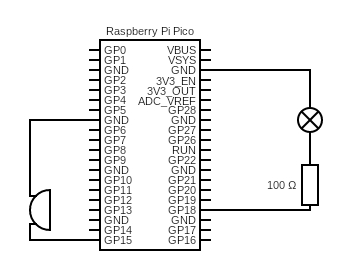 Raspberry Pi Pico
GP0 VBUS
GP1 VSYS
GND GND
GP2 3V3_EN
GP3 3V3_OUT
GP4 ADC_VREF
GP5 GP28
GND GND
GP6 GP27
GP7 GP26
GP8 RUN
GP9 GP22
GND GND
GP10 GP21
GP11 GP20
GP12 GP19
GP13 GP18
GND GND
GP14 GP17
GP15 GP16
100 Ω